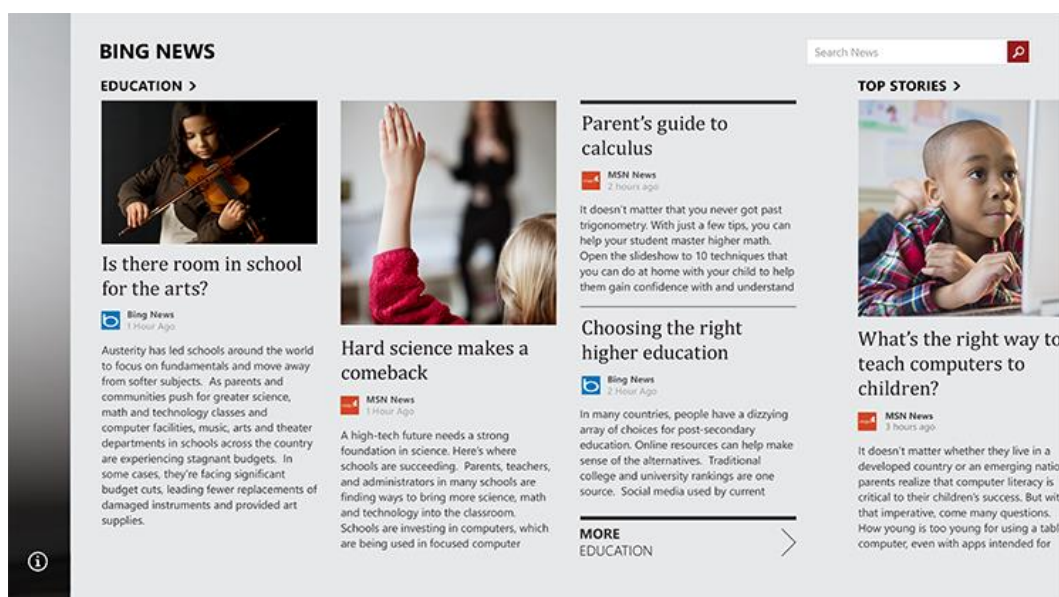 BING NEWS
Search News
EDUCATION >
Is there room in school
for the arts?
Bing News
1 Hour Ago
Austerity has led schools around the world
to focus on fundamentals and move away
from softer subjects. As parents and
communities push for greater science,
math and technology classes and
computer facilities, music, arts and theater
departments in schools across the country
are experiencing stagnant budgets. In
some cases, they're facing significant
budget cuts, leading fewer replacements of
damaged instruments and provided art
supplies.
Hard science makes a
comeback
MSN News
1 Hour Ago
A high-tech future needs a strong
foundation in science. Here's where
schools are succeeding. Parents, teachers,
and administrators in many schools are
finding ways to bring more science, math
and technology into the classroom.
Schools are investing in computers, which
are being used in focused computer
Parent's guide to
calculus
MSN News
2 hours ago
It doesn't matter that you never got past
trigonometry. With just a few tips, you can
help your student master higher math.
Open the slideshow to 10 techniques that
you can do at home with your child to help
them gain confidence with and understand
Choosing the right
higher education
Bing News
2 Hour Ago
In many countries, people have a dizzying
array of choices for post-secondary
education. Online resources can help make
sense of the alternatives. Traditional
college and university rankings are one
source. Social media used by current
MORE
EDUCATION
TOP STORIES >
What's the right way to
teach computers to
children?
MSN News
3 hours ago
It doesn't matter whether they live in a
developed country or an emerging
parents realize that computer literacy is
critical to their children's success. But
that imperative, come many questions.
How young is too young for using a
computer, even with apps intended for